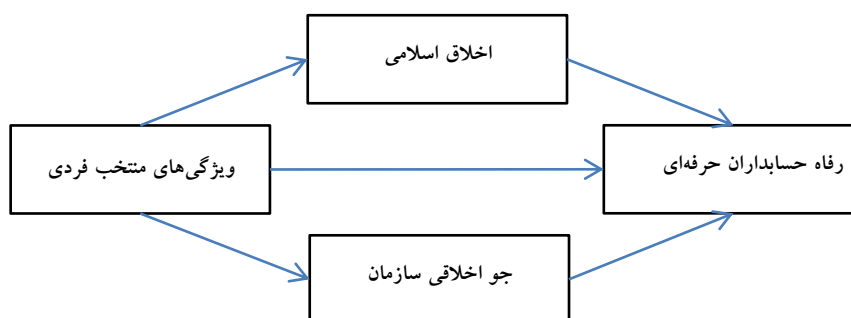 اخلاق اسلامی
رفاه حسابداران حرفه‌ای
ویژگی‌های منتخب فردی
جو اخلاقی سازمان